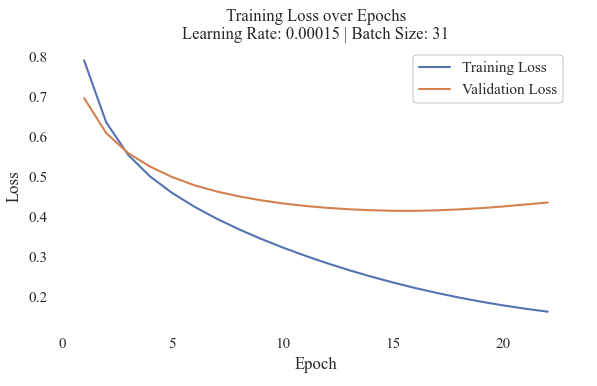 Training Loss over Epochs
Learning Rate: 0.00015 | Batch Size: 31
Training Loss
Validation Loss
Loss
0.8
0.7
0.6
0.5
0.4
0.3
0.2
0 5 10 15 20
Epoch